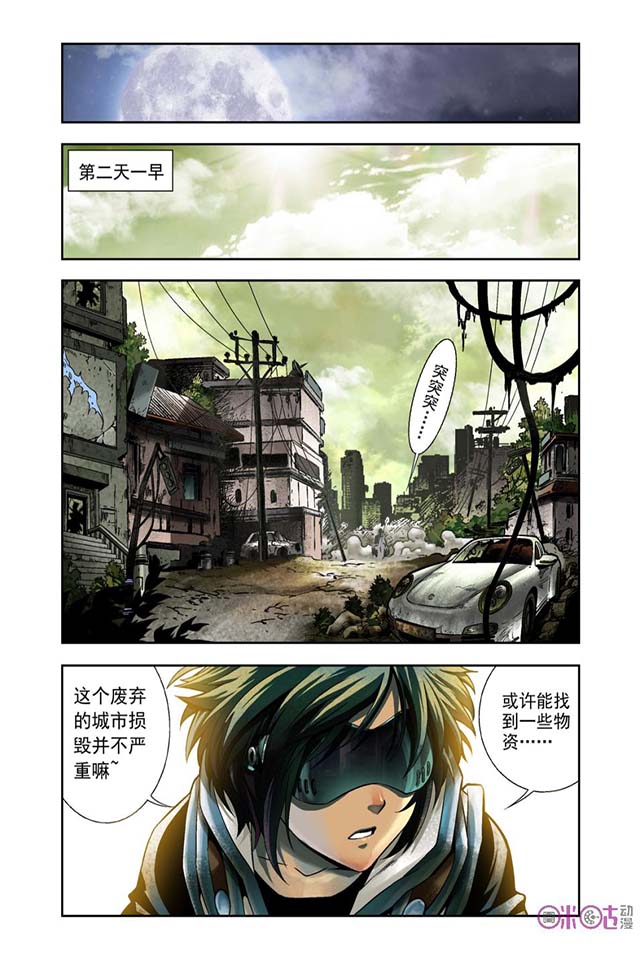 第二天一早
突突突……
这个废弃
的城市损
毁并不严
重嘛~
或许能找
到一些物
资……
咪咕
动漫